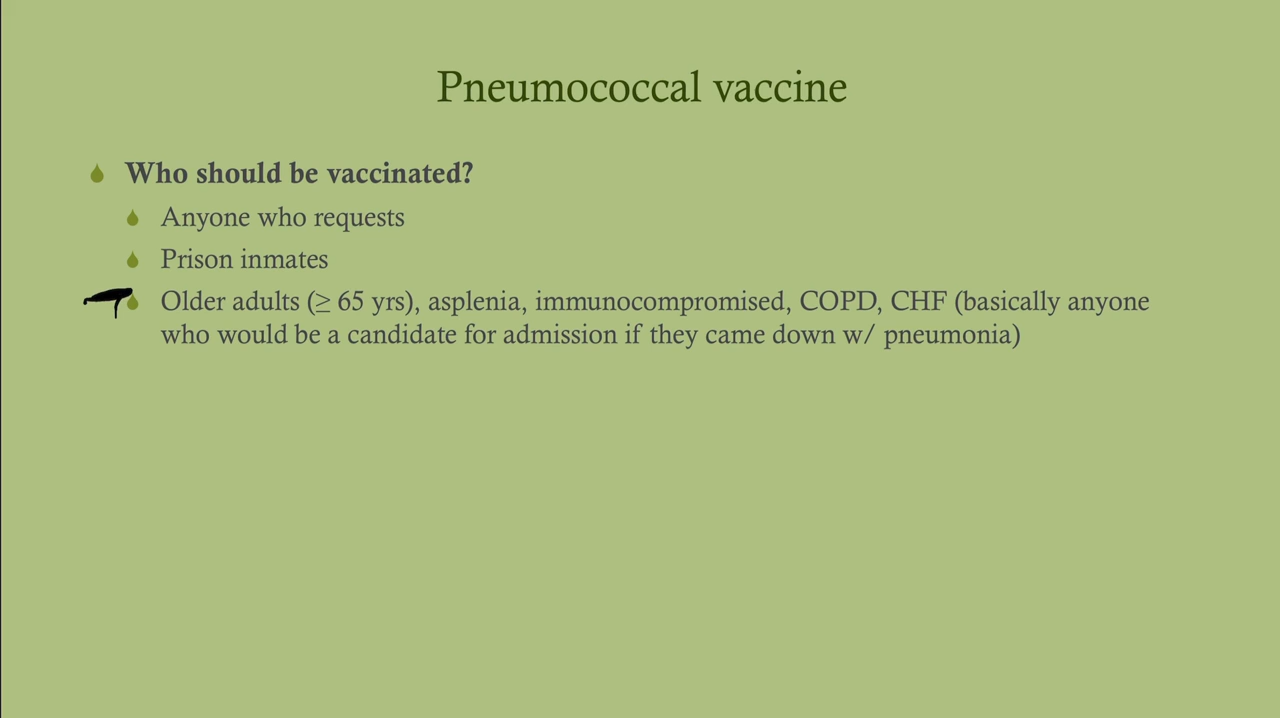 Pneumococcal vaccine
Who should be vaccinated?
Anyone who requests
Prison inmates
Older adults (≥ 65 yrs), asplenia, immunocompromised, COPD, CHF (basically anyone
who would be a candidate for admission if they came down w/ pneumonia)